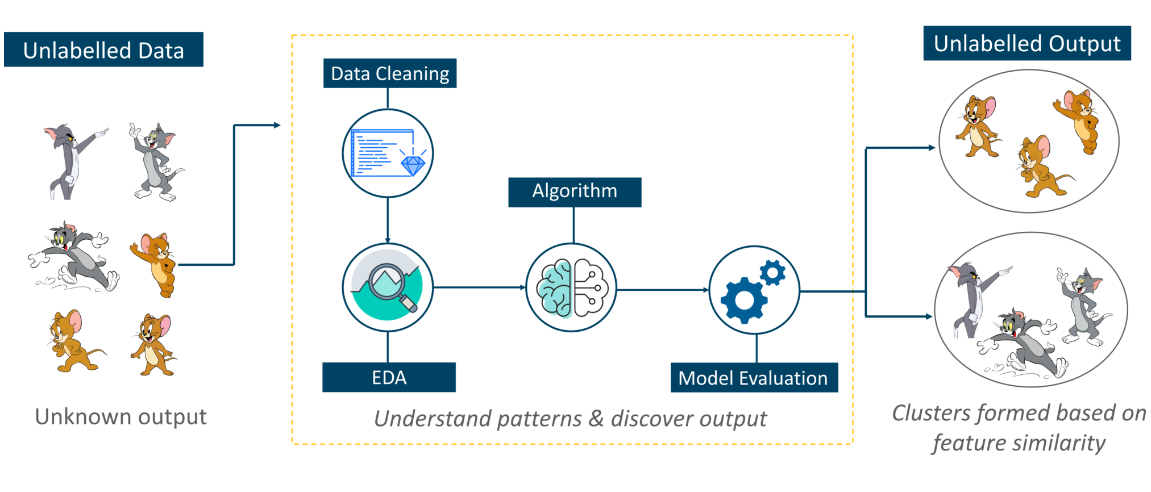 Unlabelled Data
Unknown output
Data Cleaning
EDA
Algorithm
Model Evaluation
Understand patterns & discover output
Unlabelled Output
Clusters formed based on
feature similarity